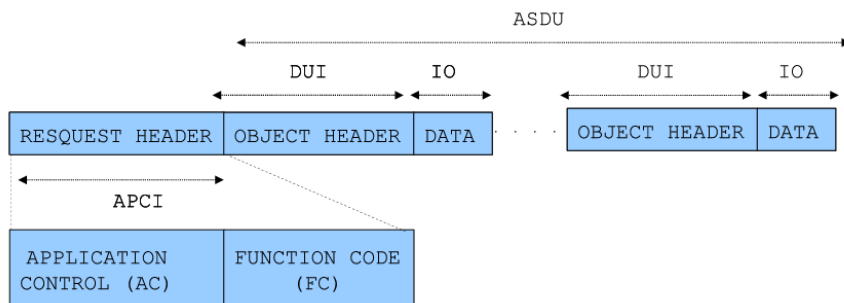 ASDU
DUI IO DUI IO
RESQUEST HEADER OBJECT HEADER DATA . . . . . OBJECT HEADER DATA
APCI
APPLICATION FUNCTION CODE
CONTROL (AC) (FC)